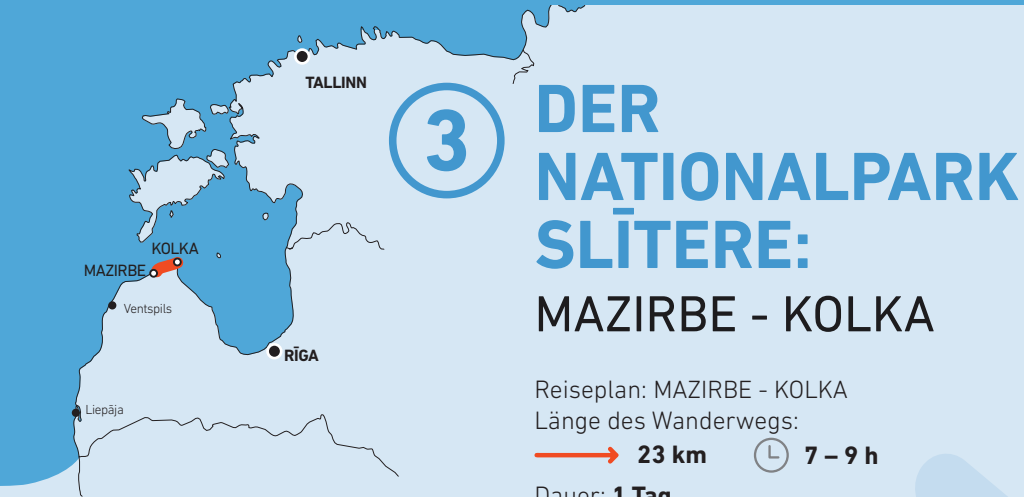 TALLINN
KOLKA
MAZIRBE
Ventspils
RĪGA
Liepāja
3
DER
NATIONALPARK
SLĪTERE:
MAZIRBE - KOLKA
Reiseplan: MAZIRBE - KOLKA
Länge des Wanderwegs:
23 km 7 – 9 h
Dauer: 1 Tag